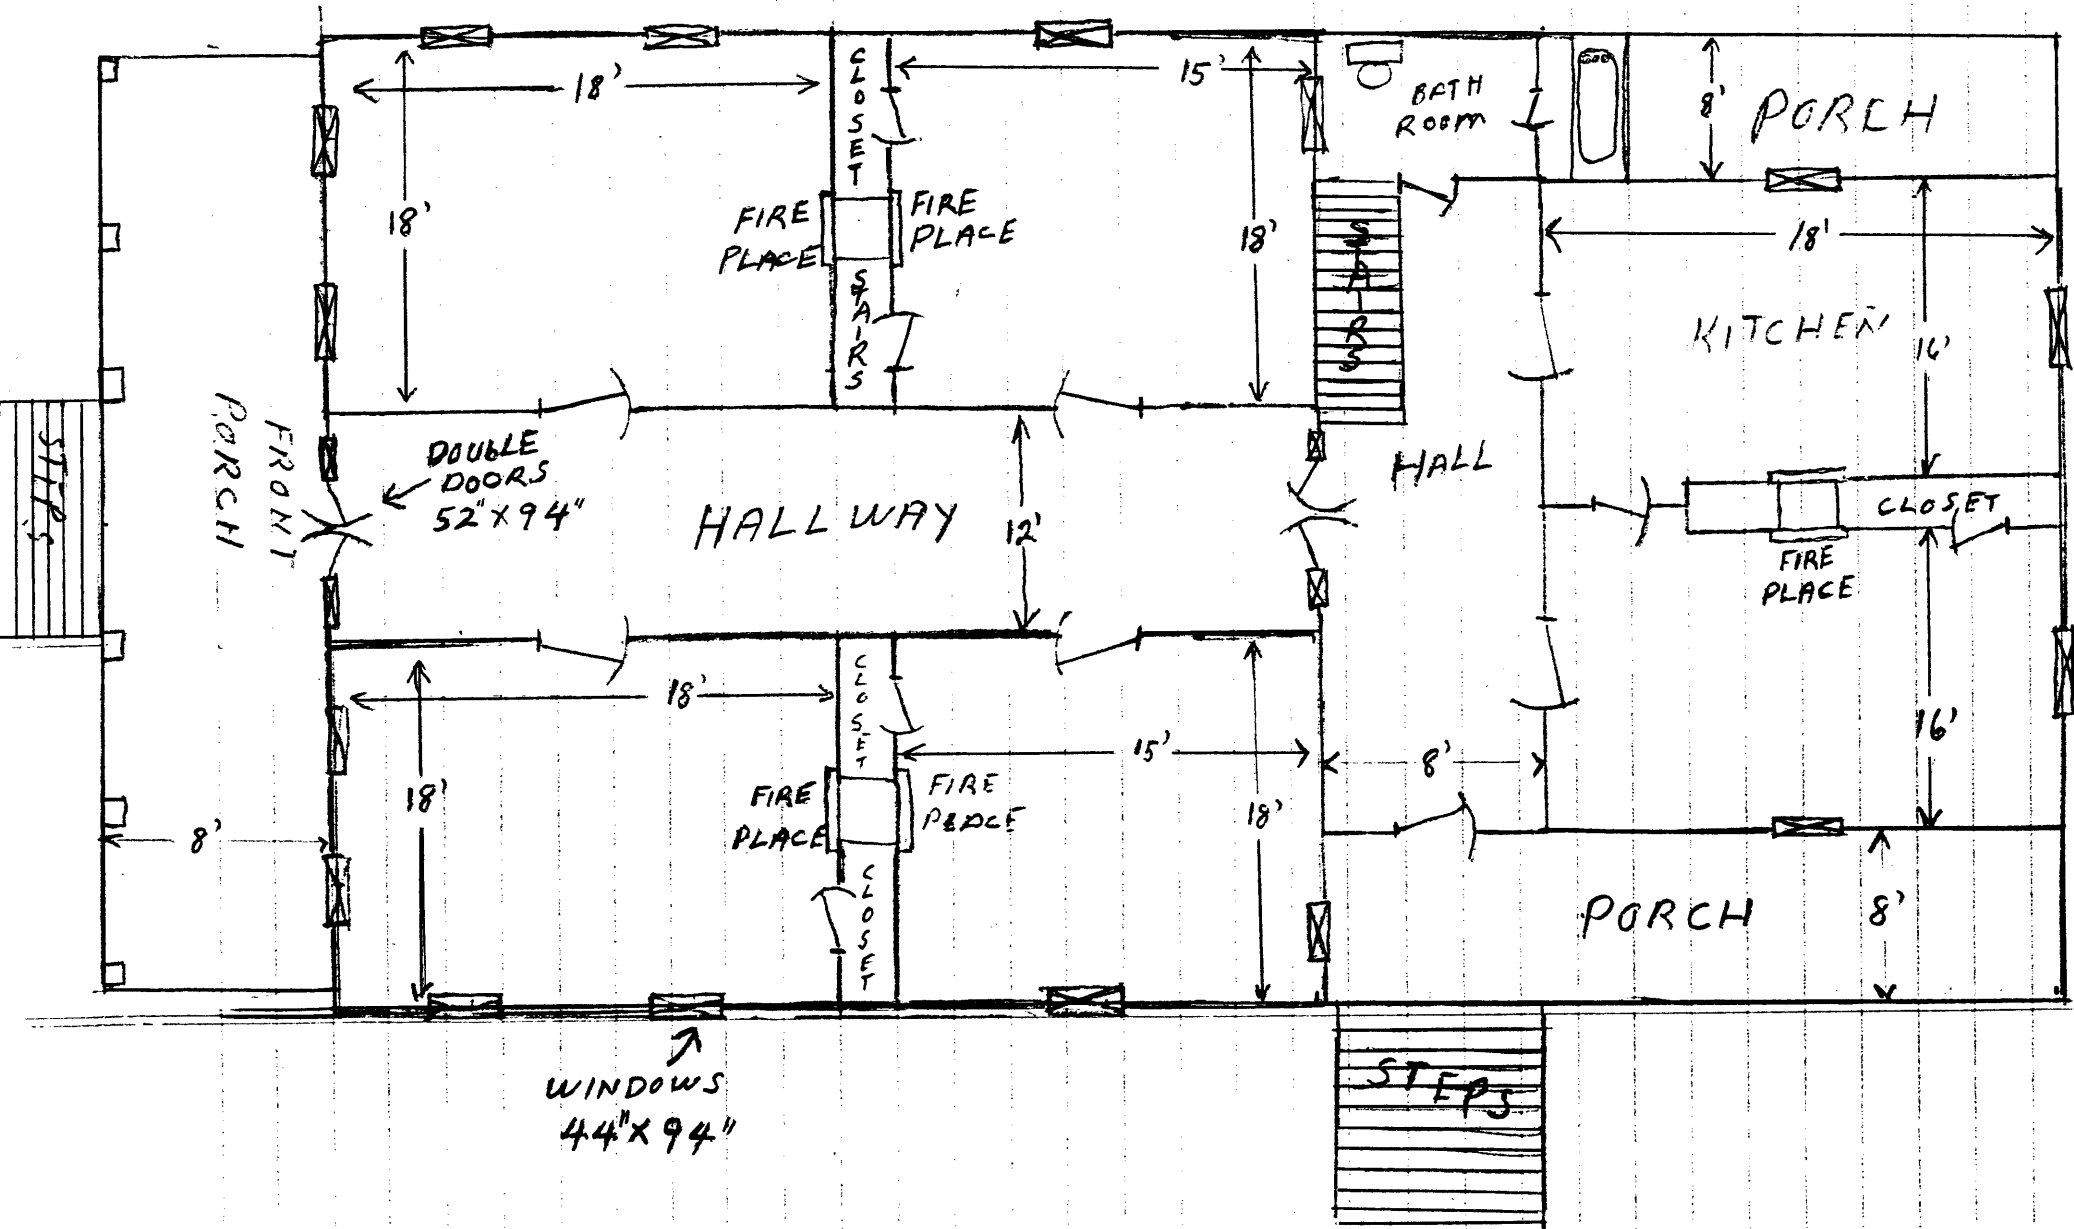 CLOSET
18'
15'
BATH
ROOM
8'
PORCH
18'
FIRE
PLACE
FIRE
PLACE
18'
STAIRS
18'
KITCHEN
16'
STAIRS
FRONT
PORCH
STEPS
DOUBLE
DOORS
52"X94"
HALLWAY
12'
HALL
CLOSET
FIRE
PLACE
18'
CLOSET
15'
8'
16'
18'
FIRE
PLACE
FIRE
PLACE
18'
8'
CLOSET
PORCH
8'
WINDOWS
44"X94"
STEPS